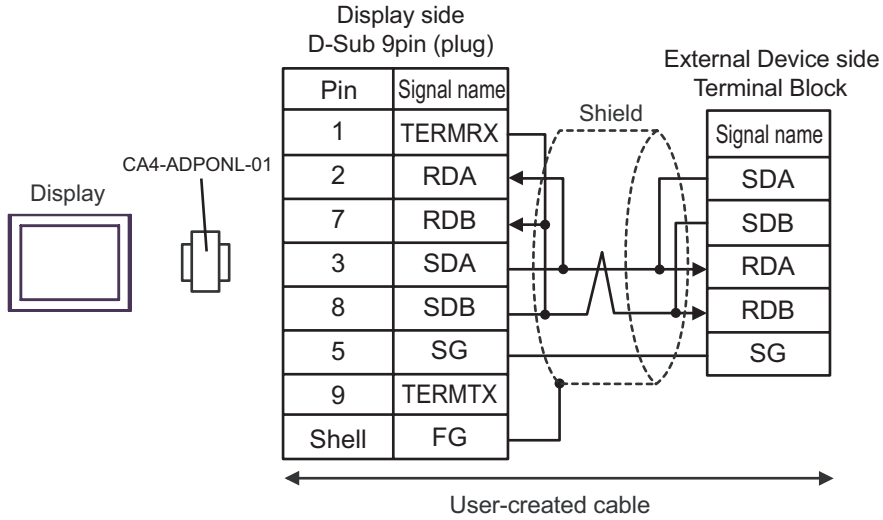 Display side
D-Sub 9pin (plug)
External Device side
Terminal Block
Display
CA4-ADPONL-01
Shield
Pin Signal name
1 TERMRX
2 RDA
7 RDB
3 SDA
8 SDB
5 SG
9 TERMTX
Shell FG
Signal name
SDA
SDB
RDA
RDB
SG
User-created cable